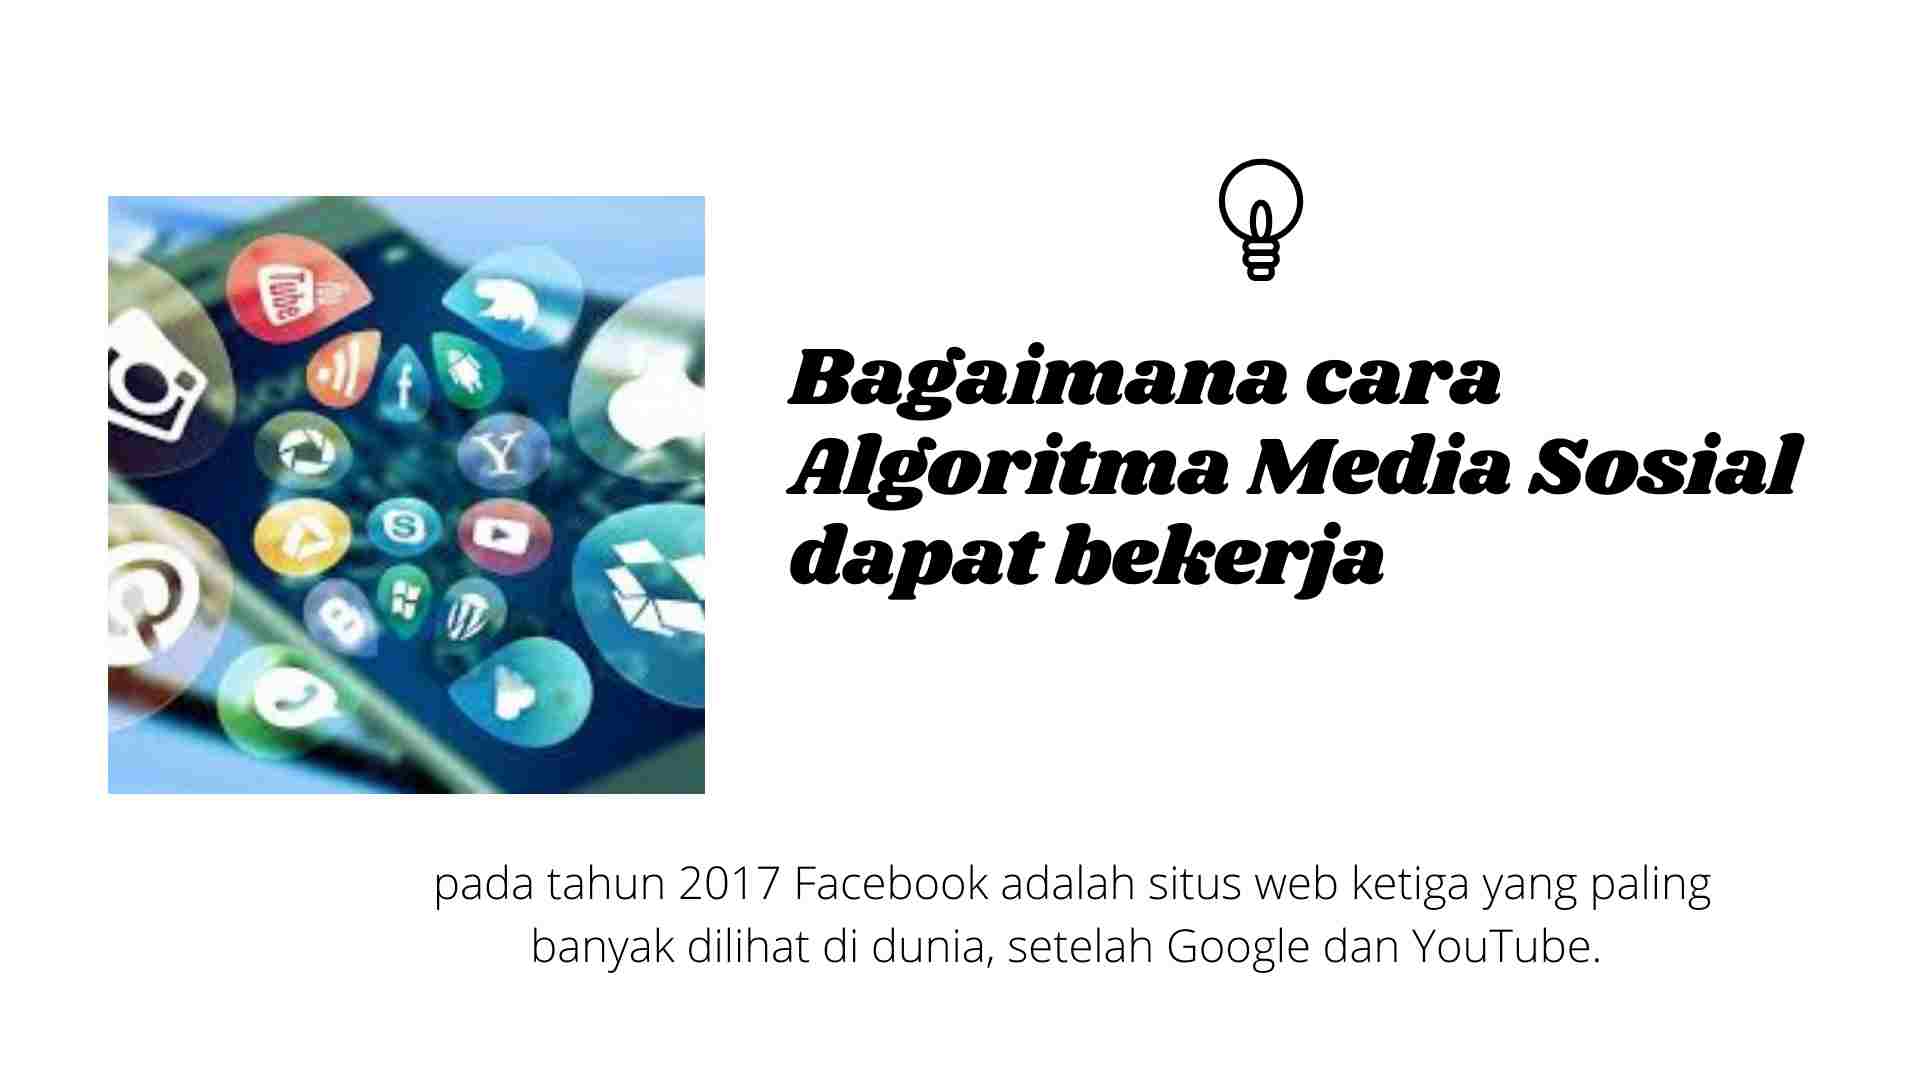 Tube
Bagaimana cara
Algoritma Media Sosial
dapat bekerja
pada tahun 2017 Facebook adalah situs web ketiga yang paling
banyak dilihat di dunia, setelah Google dan YouTube.